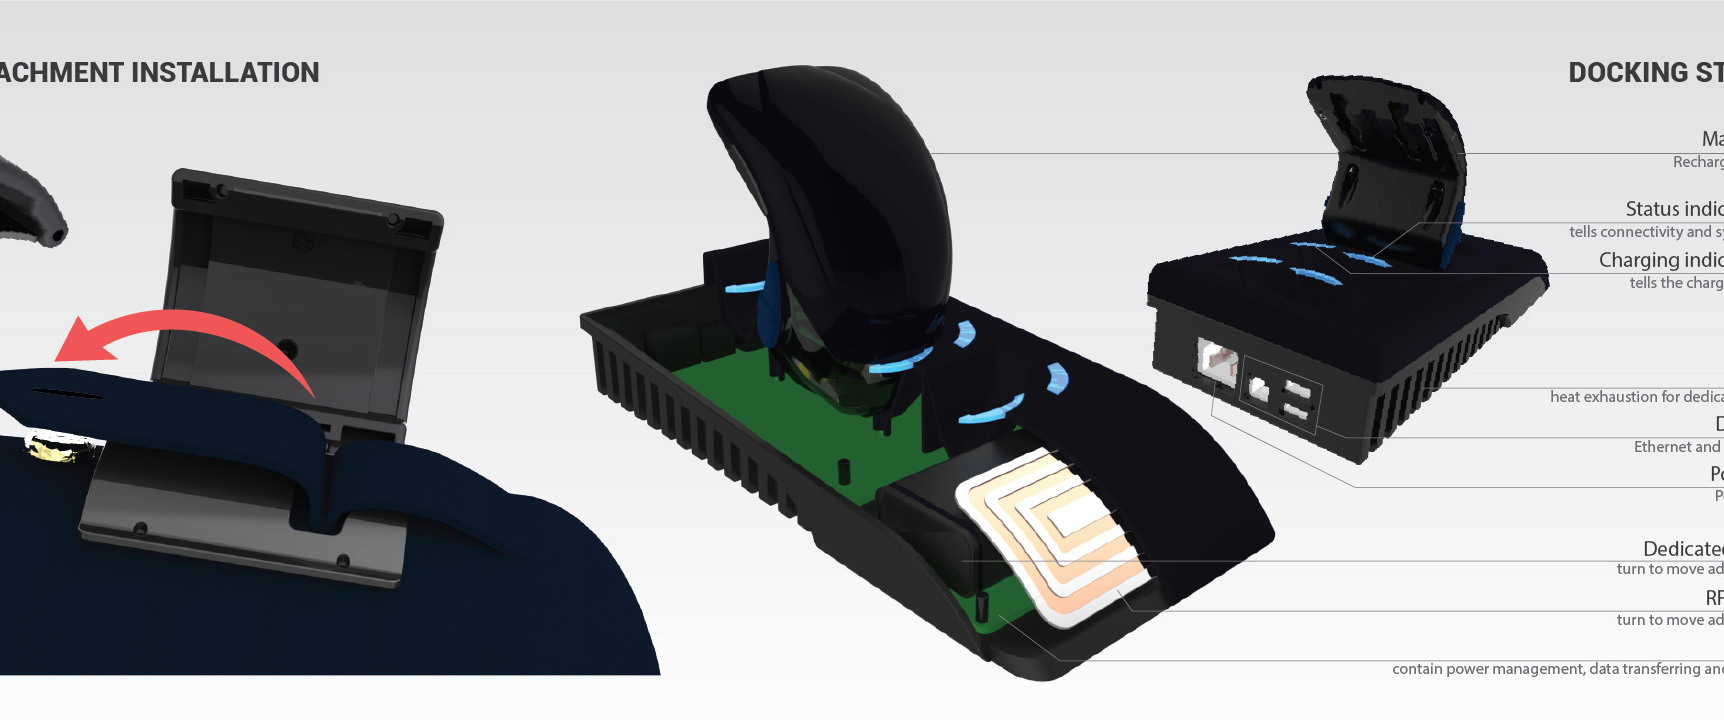 ACHMENT INSTALLATION
DOCKING ST
Ma
Recharg
Status indic
tells connectivity and sy
Charging indic
tells the charg
heat exhaustion for dedica
D
Ethernet and
Po
Po
Dedicated
turn to move ad
RF
turn to move ad
contain power management, data transferring and